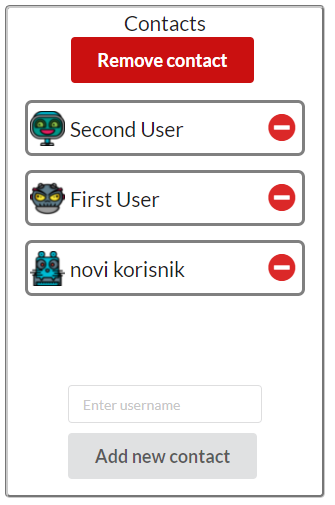 Contacts
Remove contact
Second User
First User
novi korisnik
Enter username
Add new contact